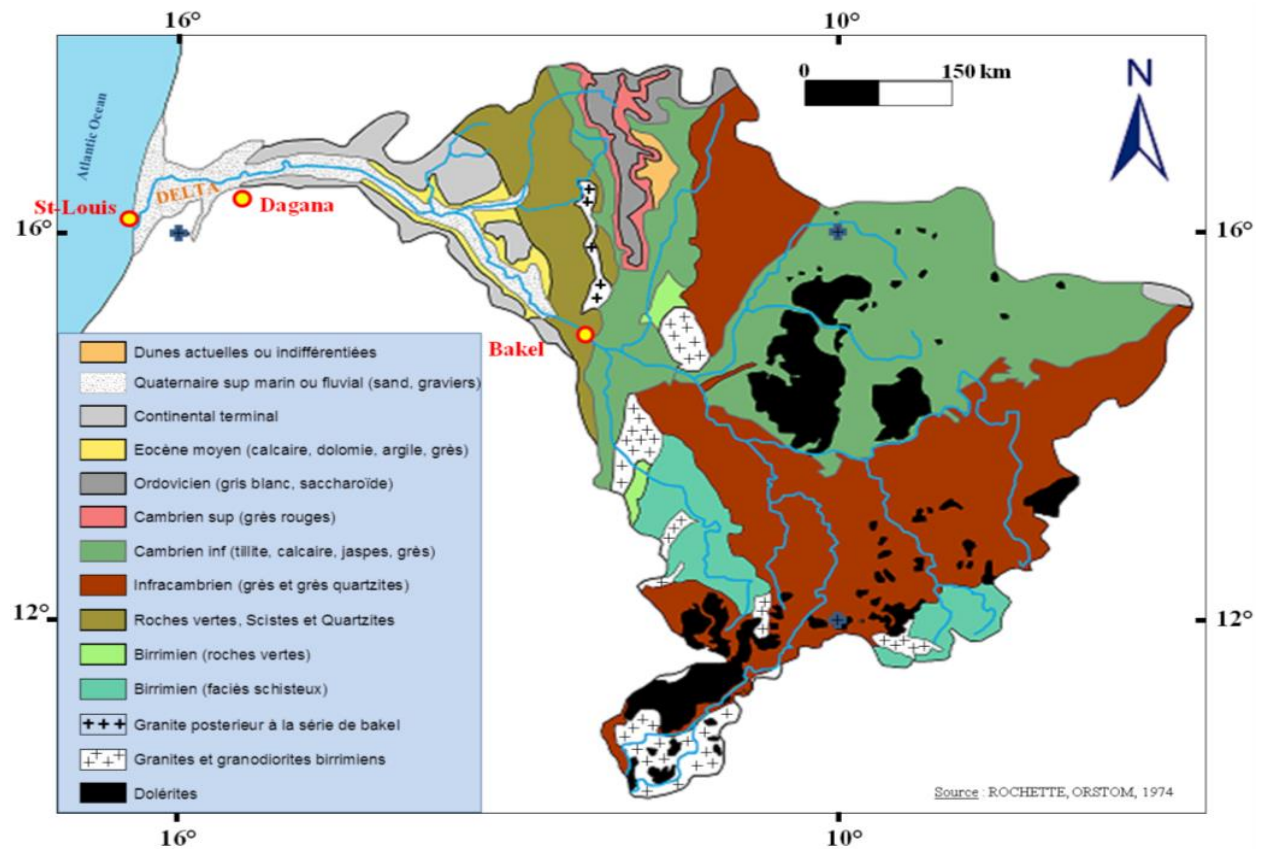 16°
10°
0
150 km
N
Atlantic Ocean
DELTA
St-Louis
Dagana
16°
16°
Bakel
Dunes actuelles ou indifférentiées
Quaternaire sup marin ou fluvial (sand, graviers)
Continental terminal
Eocène moyen (calcaire, dolomie, argile, grès)
Ordovicien (gris blanc, saccharoïde)
Cambrien sup (grès rouges)
Cambrien inf (tillite, calcaire, jaspes, grès)
Infracambrien (grès et grès quartzites)
Roches vertes, Scistes et Quartzites
Birrimien (roches vertes)
Birrimien (faciès schisteux)
Granite posterieur à la série de bakel
Granites et granodiorites birrimiens
Dolérites
12°
12°
Source : ROCHETTE, ORSTOM, 1974
16°
10°